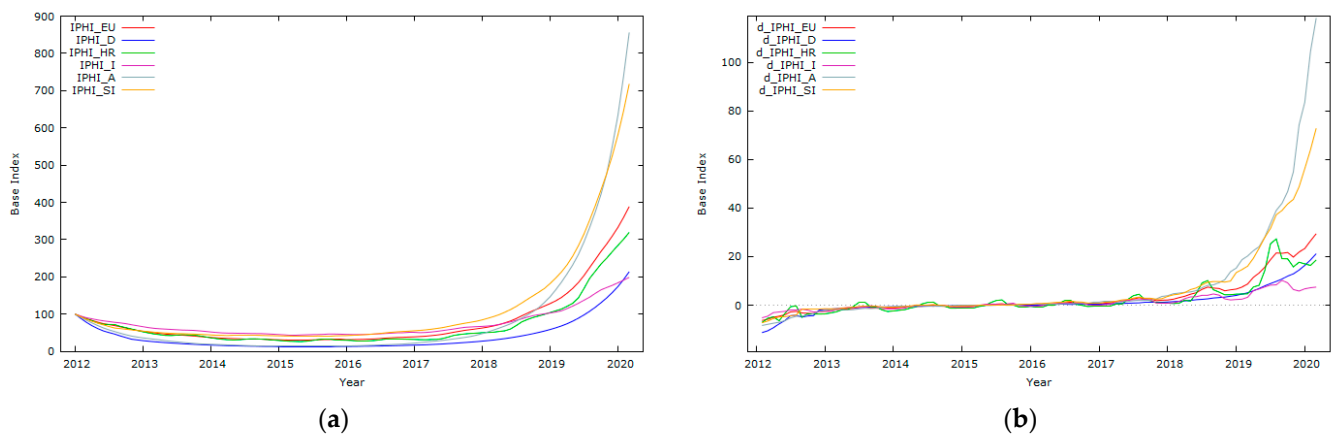 900
800
700
600
500
400
300
200
100
0
Base Index
IPHI_EU
IPHI_D
IPHI_HR
IPHI_I
IPHI_A
IPHI_SI
2012 2013 2014 2015 2016 2017 2018 2019 2020
Year
(a)
100
80
60
40
20
0
Base Index
d_IPHI_EU
d_IPHI_D
d_IPHI_HR
d_IPHI_I
d_IPHI_A
d_IPHI_SI
2012 2013 2014 2015 2016 2017 2018 2019 2020
Year
(b)